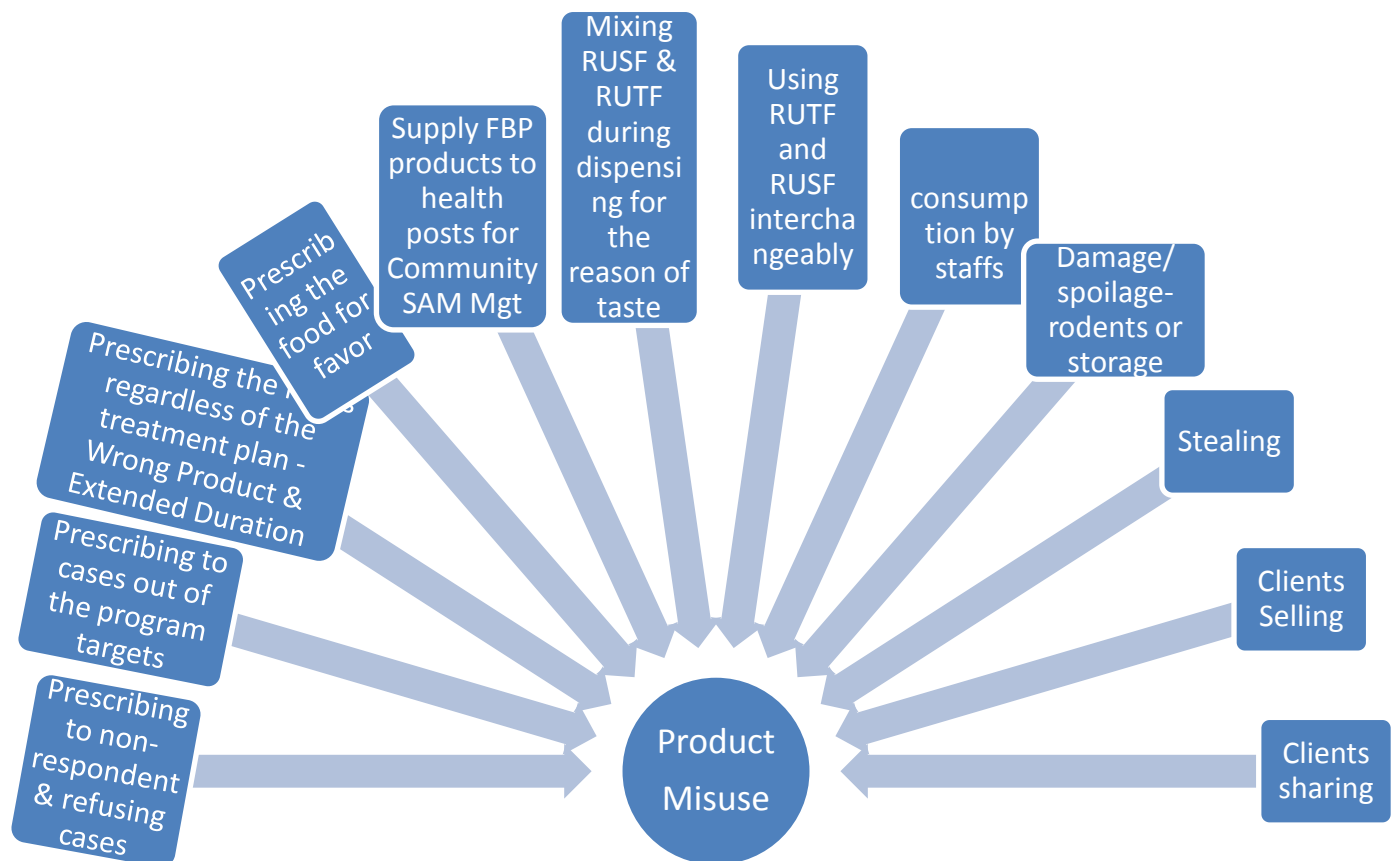 Prescribing
to non-
respondent
& refusing
cases
Prescribing to
cases out of
the program
targets
Prescribing the
regardless of the
treatment plan -
Wrong Product &
Extended Duration
Prescrib
ing the
food for
favor
Supply FBP
products to
health
posts for
Community
SAM Mgt
Mixing
RUSF &
RUTF
during
dispensi
ng for
the
reason of
taste
Using
RUTF
and
RUSF
intercha
ngeably
consump
tion by
staffs
Damage/
spoilage-
rodents or
storage
Stealing
Clients
Selling
Clients
sharing
Product
Misuse